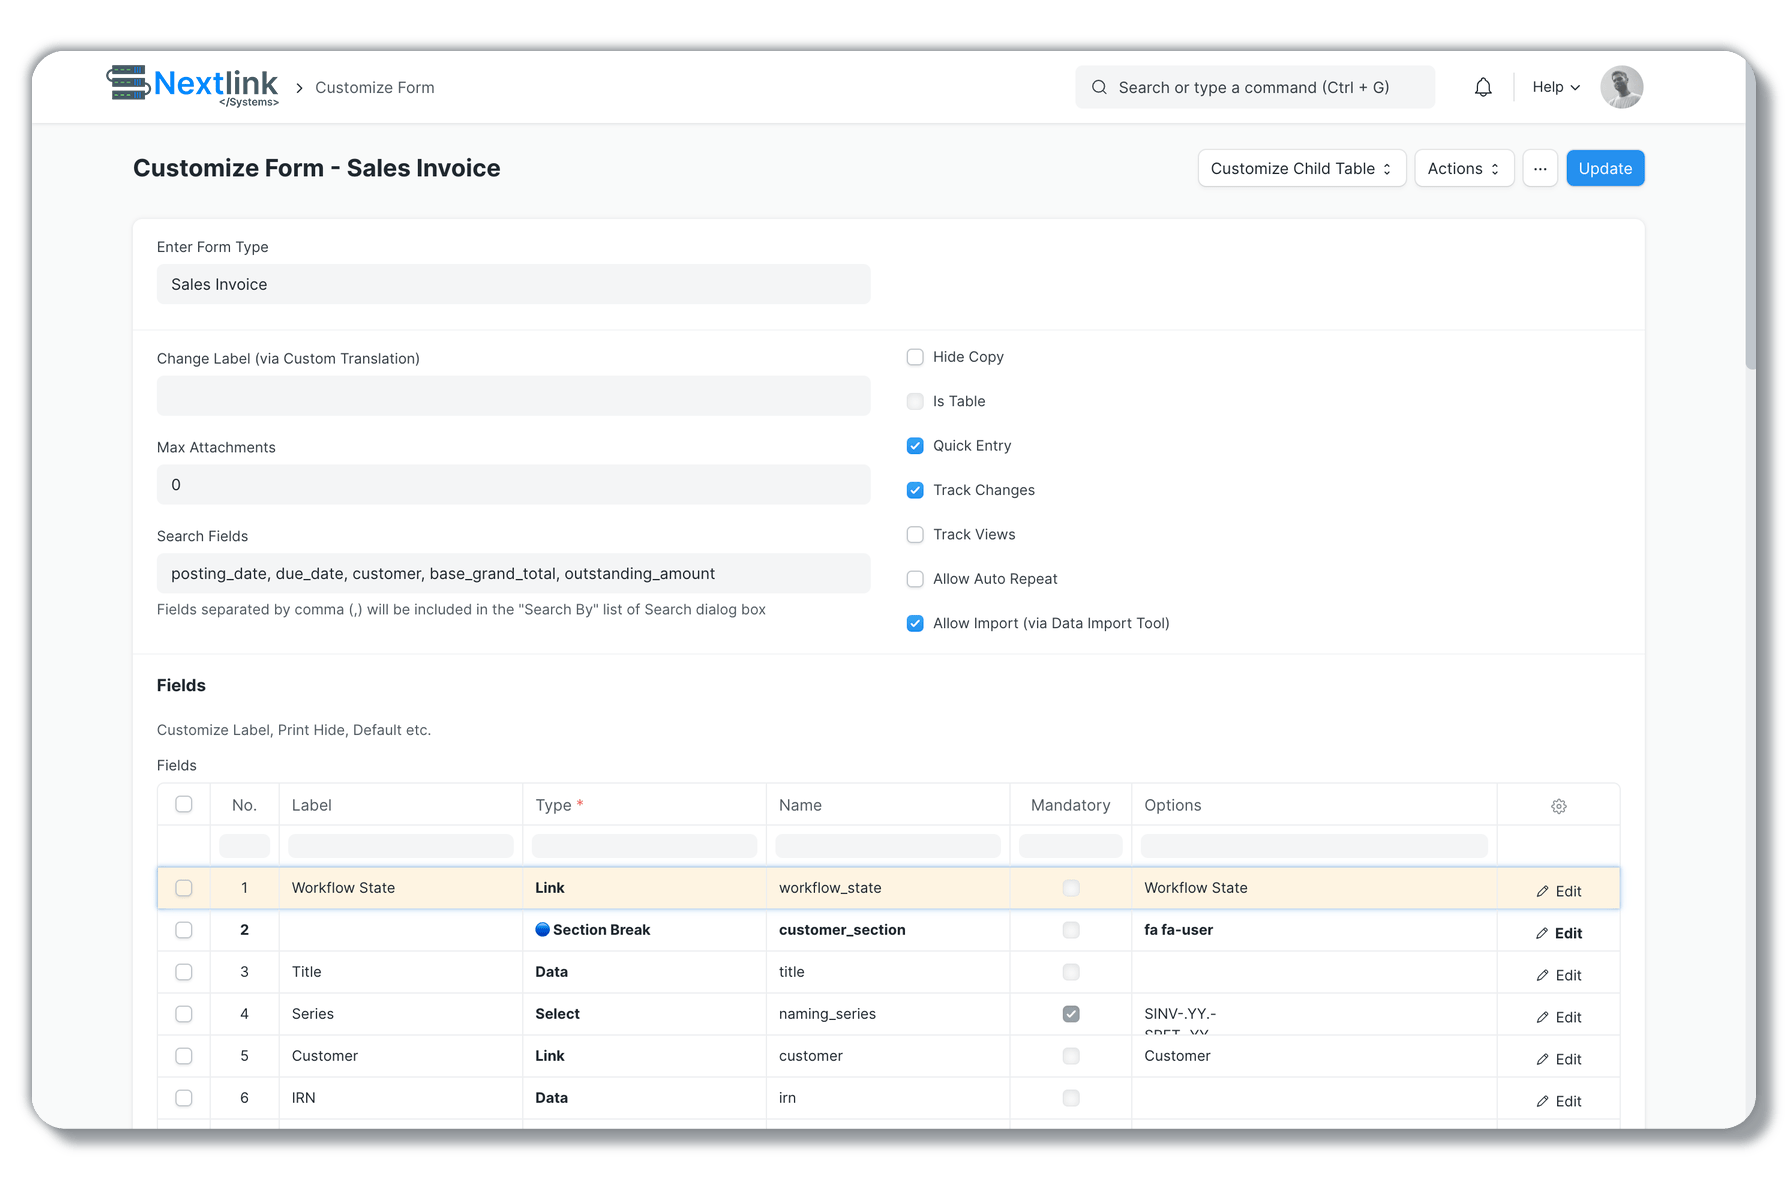 Nextlink
</Systems>
Customize Form
Search or type a command (Ctrl + G)
Help
Customize Form - Sales Invoice
Customize Child Table
Actions
...
Update
Enter Form Type
Sales Invoice
Change Label (via Custom Translation)
Max Attachments
0
Search Fields
posting_date, due_date, customer, base_grand_total, outstanding_amount
Fields separated by comma (,) will be included in the "Search By" list of Search dialog box
Hide Copy
Is Table
Quick Entry
Track Changes
Track Views
Allow Auto Repeat
Allow Import (via Data Import Tool)
Fields
Customize Label, Print Hide, Default etc.
Fields
No. Label Type * Name Mandatory Options
1 Workflow State Link workflow_state Workflow State Edit
2 Section Break customer_section fa fa-user Edit
3 Title Data title Edit
4 Series Select naming_series SINV-.YY.- Edit
5 Customer Link customer Customer Edit
6 IRN Data irn Edit